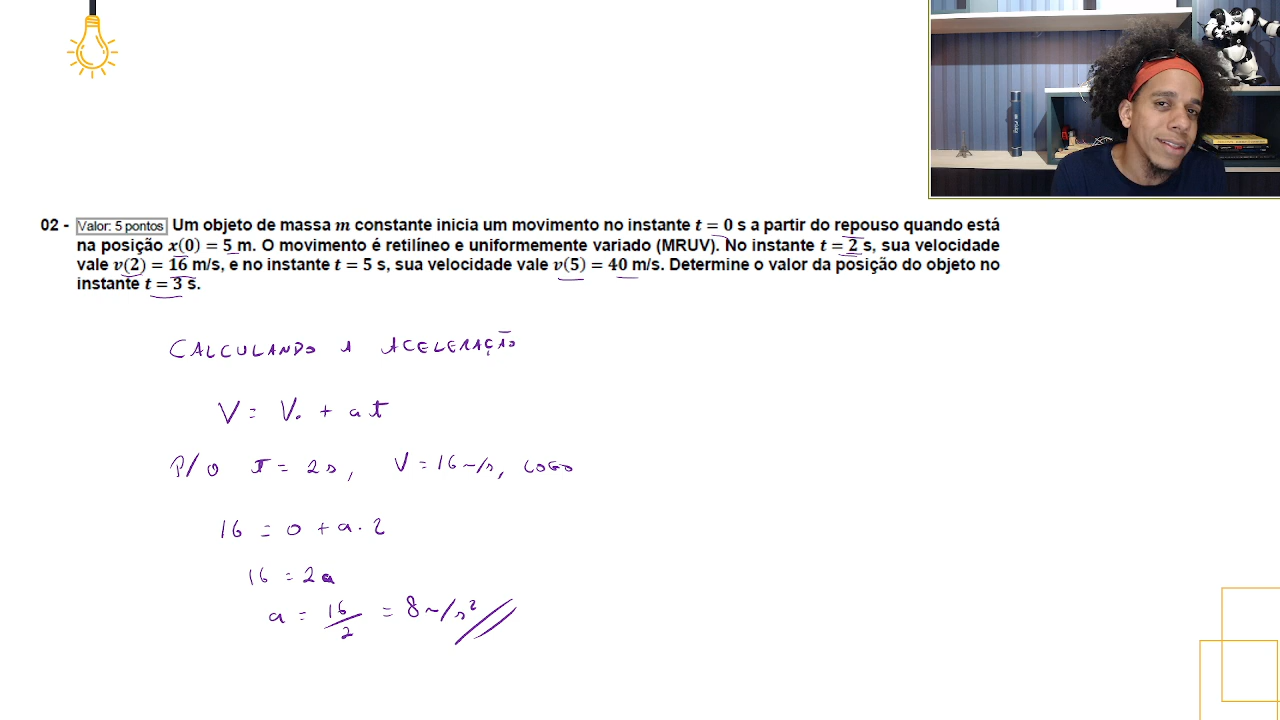 02 - Valor: 5 pontos Um objeto de massa m constante inicia um movimento no instante t = 0 s a partir do repouso quando está
na posição x(0) = 5 m. O movimento é retilíneo e uniformemente variado (MRUV). No instante t = 2 s, sua velocidade
vale v(2) = 16 m/s, e no instante t = 5 s, sua velocidade vale v(5) = 40 m/s. Determine o valor da posição do objeto no
instante t = 3 s.
CALCULANDO A ACELERAÇÃO
V = V₀ + at
P/ O T = 2s, V = 16 m/s, LOGO
16 = 0 + a · 2
16 = 2a
a = 16/2 = 8 m/s² //